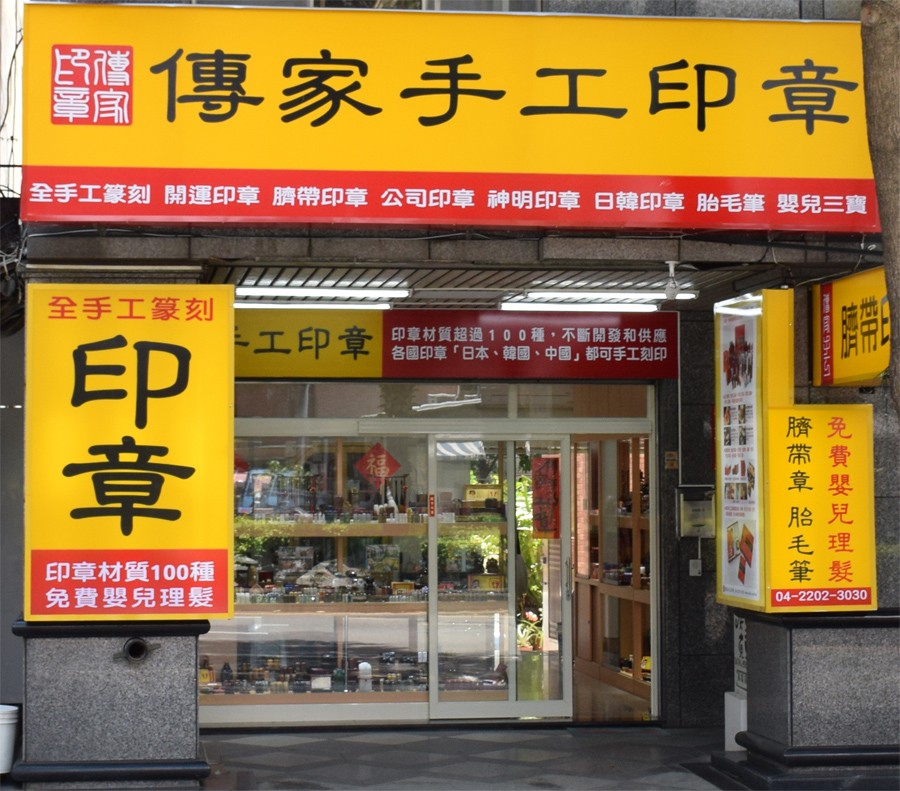 傳家印章
傳家手工印章
全手工篆刻 開運印章 臍帶印章 公司印章 神明印章 日韓印章 胎毛筆 嬰兒三寶
全手工篆刻
印章
印章材質100種
免費嬰兒理髮
手工印章
印章材質超過100種，不斷開發和供應
各國印章「日本、韓國、中國」都可手工刻印
福
臍帶印
免費嬰兒理髮
臍帶章 胎毛筆
04-2202-3030